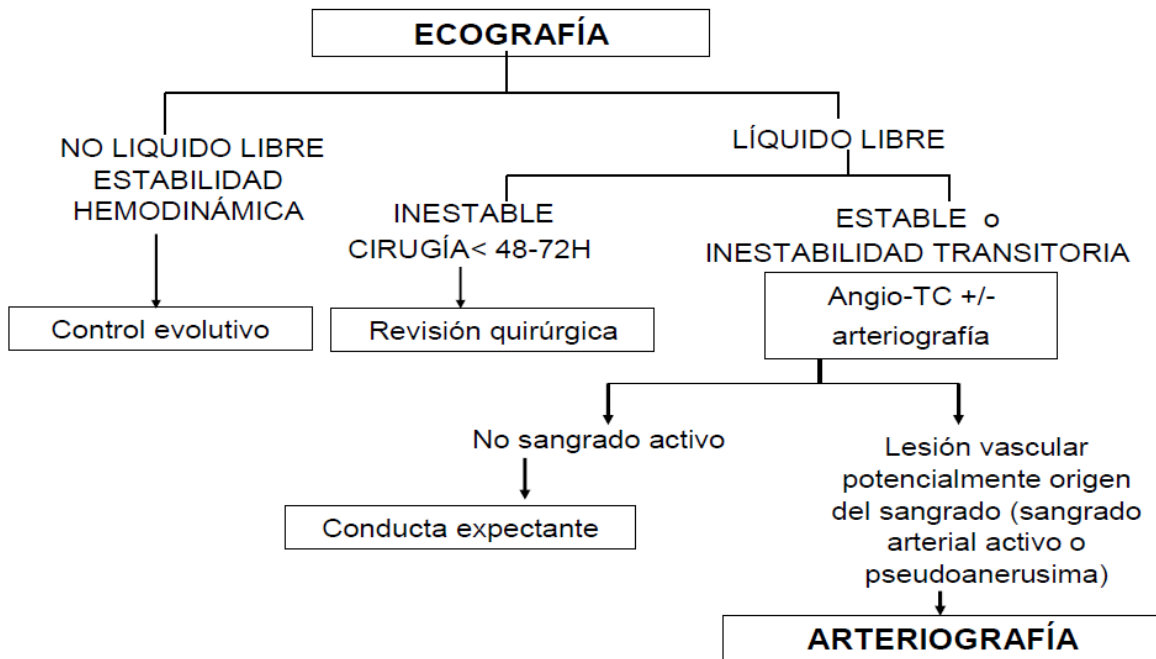 ECOGRAFÍA
NO LIQUIDO LIBRE
ESTABILIDAD
HEMODINÁMICA
Control evolutivo
LÍQUIDO LIBRE
INESTABLE
CIRUGÍA< 48-72H
Revisión quirúrgica
ESTABLE o
INESTABILIDAD TRANSITORIA
Angio-TC +/-
arteriografía
No sangrado activo
Conducta expectante
Lesión vascular
potencialmente origen
del sangrado (sangrado
arterial activo o
pseudoanerusima)
ARTERIOGRAFÍA